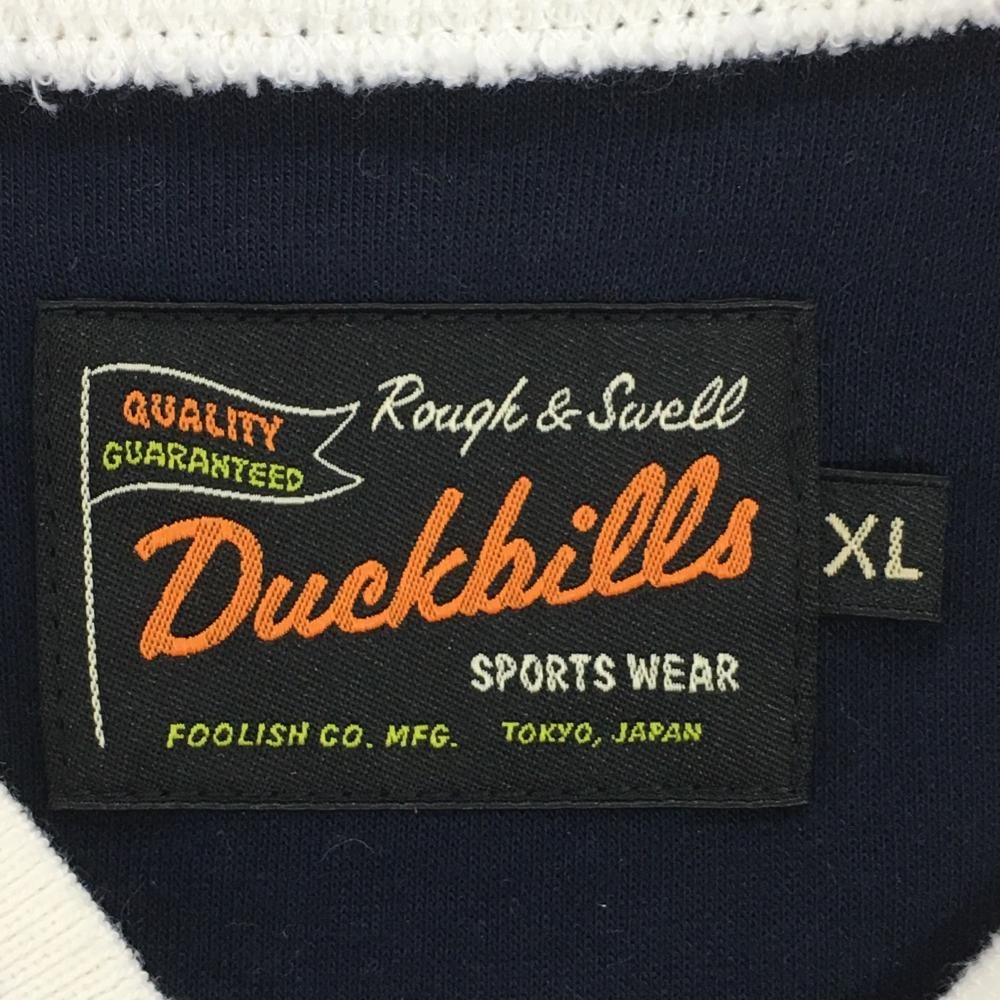 QUALITY
GUARANTEED
Rough & Swell
Duckbills
XL
SPORTS WEAR
FOOLISH CO. MFG. TOKYO, JAPAN